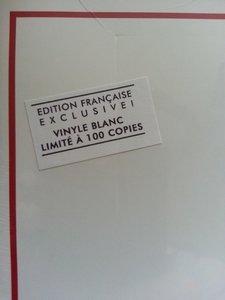 EDITION FRANÇAISE
EXCLUSIVE!
VINYLE BLANC
LIMITÉ À 100 COPIES